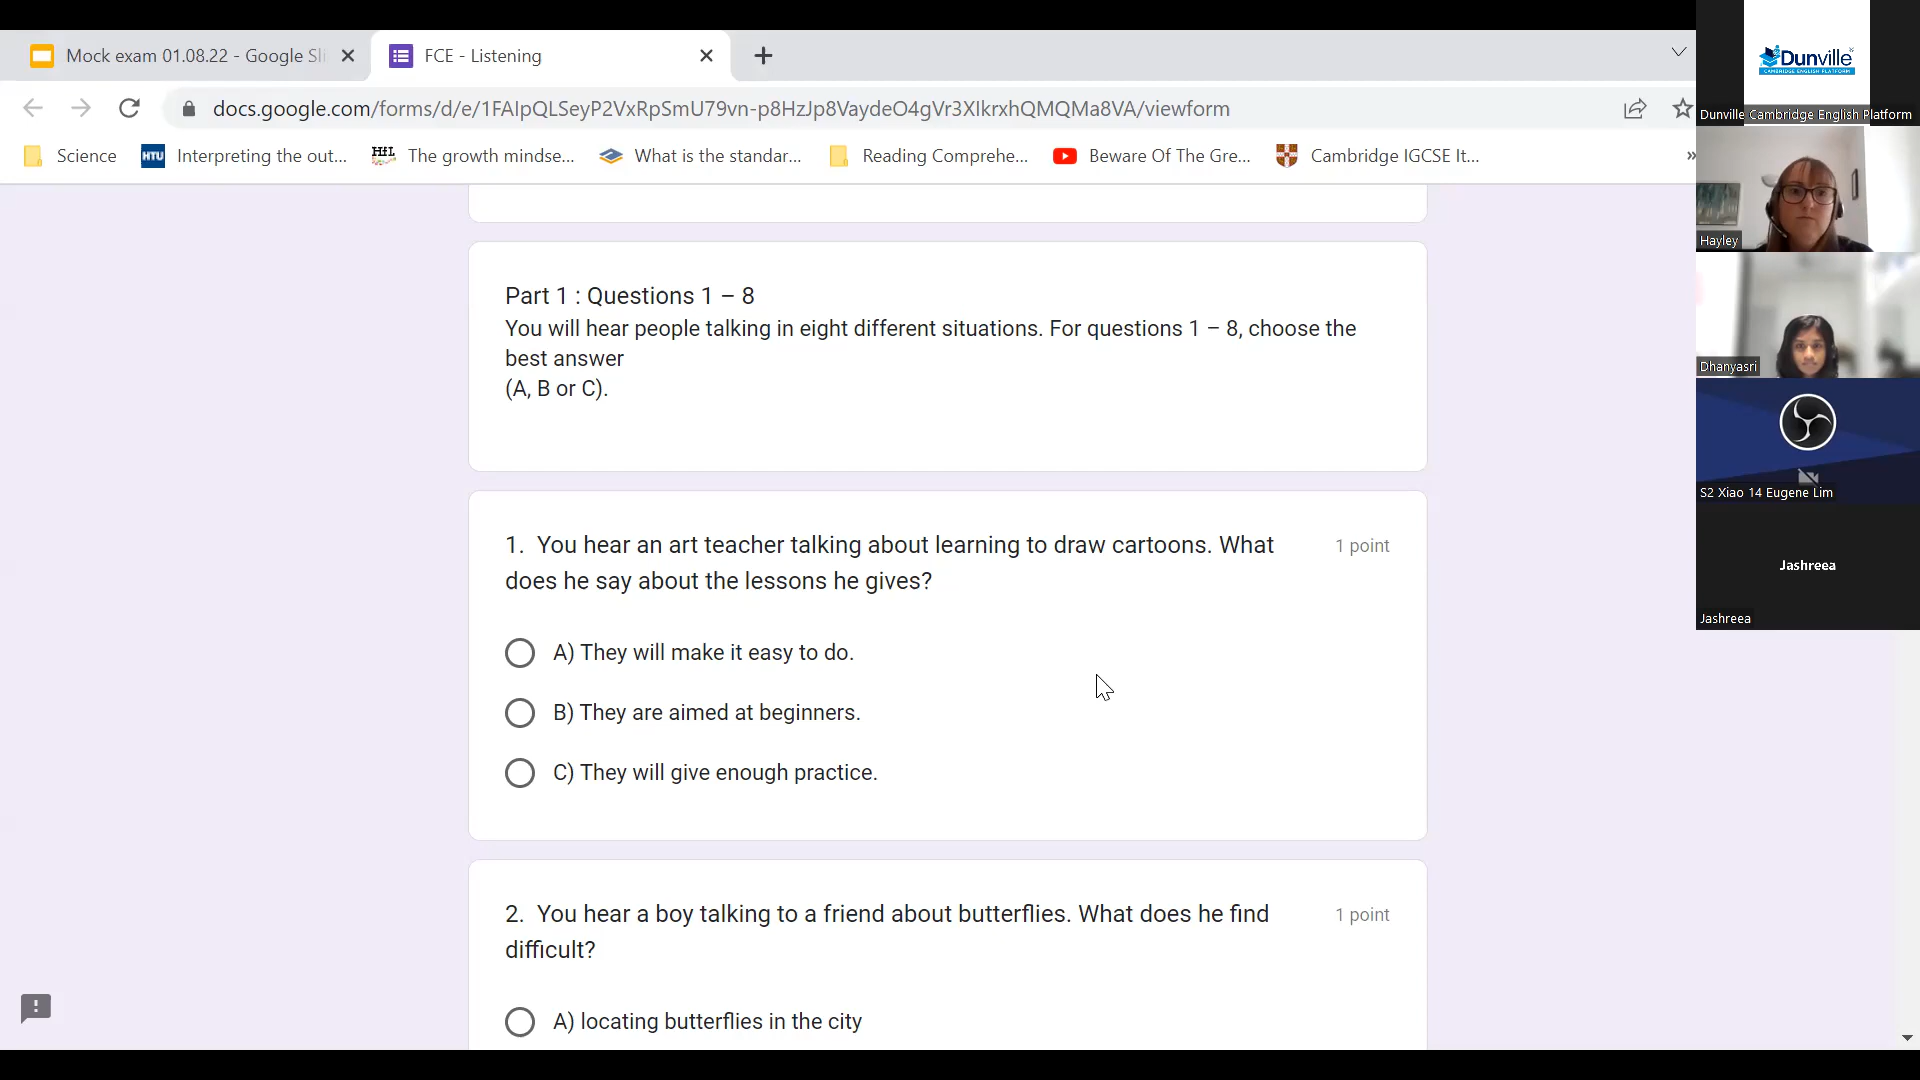 Mock exam 01.08.22 - Google Sli
FCE - Listening
docs.google.com/forms/d/e/1FAIpQLSeyP2VxRpSmU79vn-p8HzJp8VaydeO4gVr3XIkrxhQMQMa8VA/viewform
Science
HTU
Interpreting the out...
The growth mindse...
What is the standar...
Reading Comprehe...
Beware Of The Gre...
Cambridge IGCSE It...
»
Part 1 : Questions 1 – 8
You will hear people talking in eight different situations. For questions 1 – 8, choose the
best answer
(A, B or C).
1. You hear an art teacher talking about learning to draw cartoons. What
does he say about the lessons he gives?
1 point
A) They will make it easy to do.
B) They are aimed at beginners.
C) They will give enough practice.
2. You hear a boy talking to a friend about butterflies. What does he find
difficult?
1 point
A) locating butterflies in the city
Dunville
CAMBRIDGE ENGLISH PLATFORM
Dunville Cambridge English Platform
Hayley
Dhanyasri
S2 Xiao 14 Eugene Lim
Jashreea
Jashreea